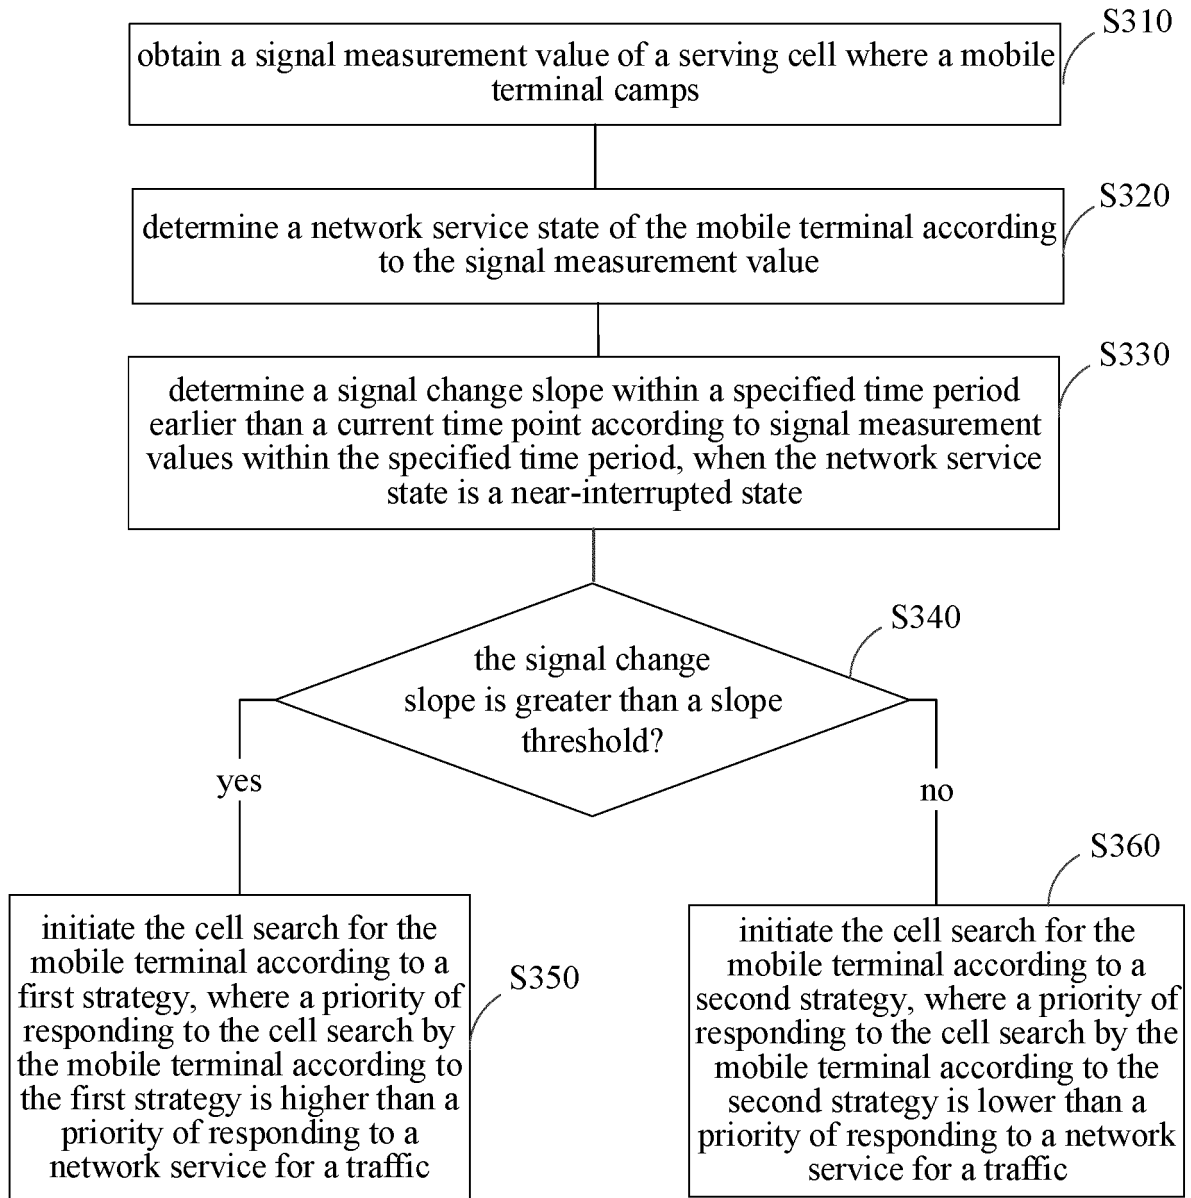 S310
obtain a signal measurement value of a serving cell where a mobile
terminal camps
S320
determine a network service state of the mobile terminal according
to the signal measurement value
S330
determine a signal change slope within a specified time period
earlier than a current time point according to signal measurement
values within the specified time period, when the network service
state is a near-interrupted state
S340
the signal change
slope is greater than a slope
threshold?
yes
no
S350
initiate the cell search for the
mobile terminal according to a
first strategy, where a priority of
responding to the cell search by
the mobile terminal according to
the first strategy is higher than a
priority of responding to a
network service for a traffic
S360
initiate the cell search for the
mobile terminal according to a
second strategy, where a priority of
responding to the cell search by the
mobile terminal according to the
second strategy is lower than a
priority of responding to a network
service for a traffic